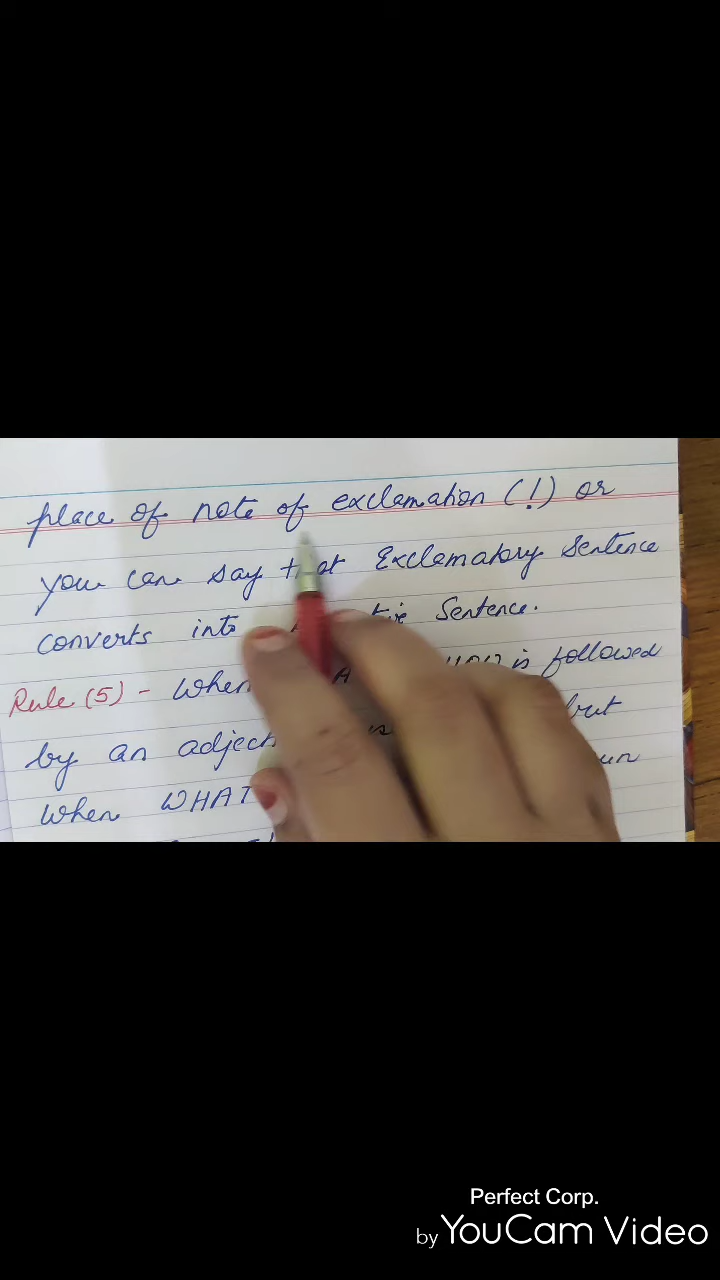 place of note of exclamation (!) or
you can say that Exclamatory Sentence
converts into Sentence.
Rule (5) - When is followed
by an but
When WHAT
Perfect Corp.
by YouCam Video